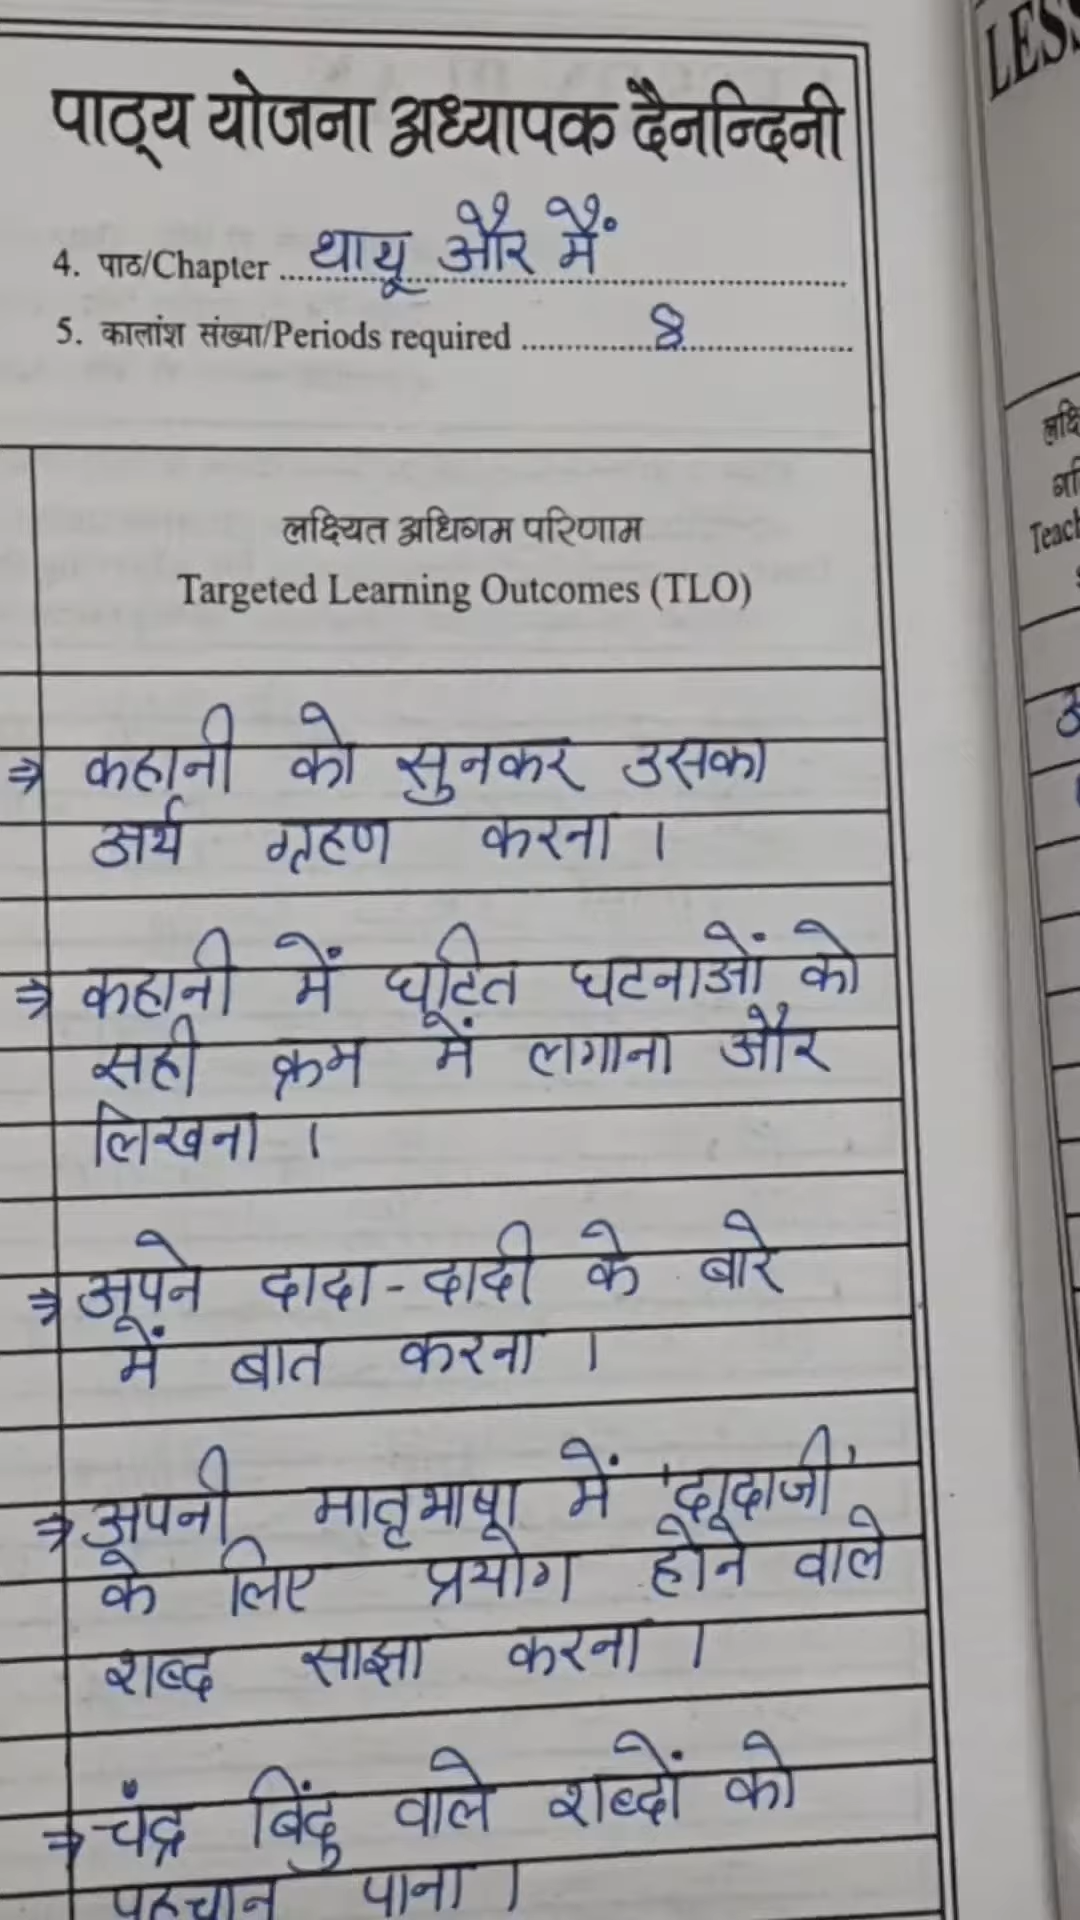 पाठ्य योजना अध्यापक दैनन्दिनी
4. पाठ/Chapter थाथू और मैं
5. कालांश संख्या/Periods required 8
लक्ष्यित अधिगम परिणाम
Targeted Learning Outcomes (TLO)
⇒ कहानी को सुनकर उसका
अर्थ ग्रहण करना ।
⇒ कहानी में घटित घटनाओं को
सही क्रम में लगाना और
लिखना ।
⇒ अपने दादा - दादी के बारे
में बात करना ।
⇒ अपनी मातृभाषा में 'दादाजी'
के लिए प्रयोग होने वाले
शब्द साझा करना ।
⇒ चंद्र बिंदु वाले शब्दों को
पहचान पाना ।
LESS
Teach